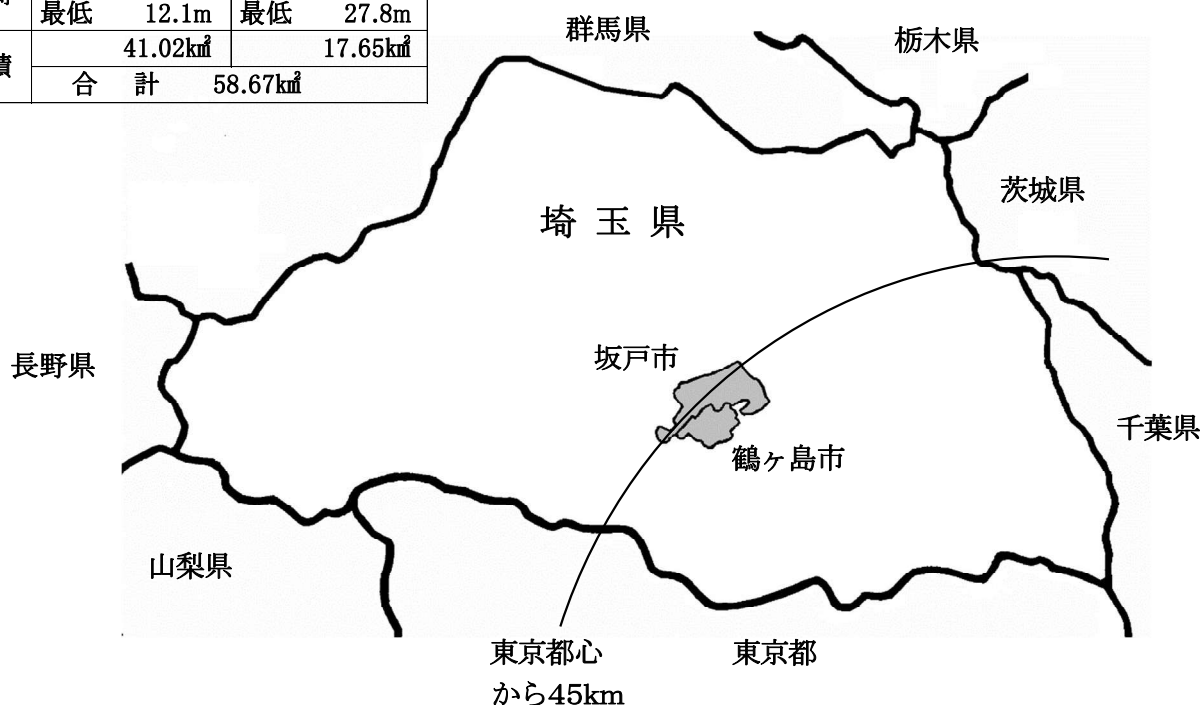 最低 12.1m 最低 27.8m
積 41.02k㎡ 17.65k㎡
合 計 58.67k㎡
群馬県
栃木県
茨城県
埼玉県
長野県
坂戸市
千葉県
鶴ヶ島市
山梨県
東京都心
から45km
東京都